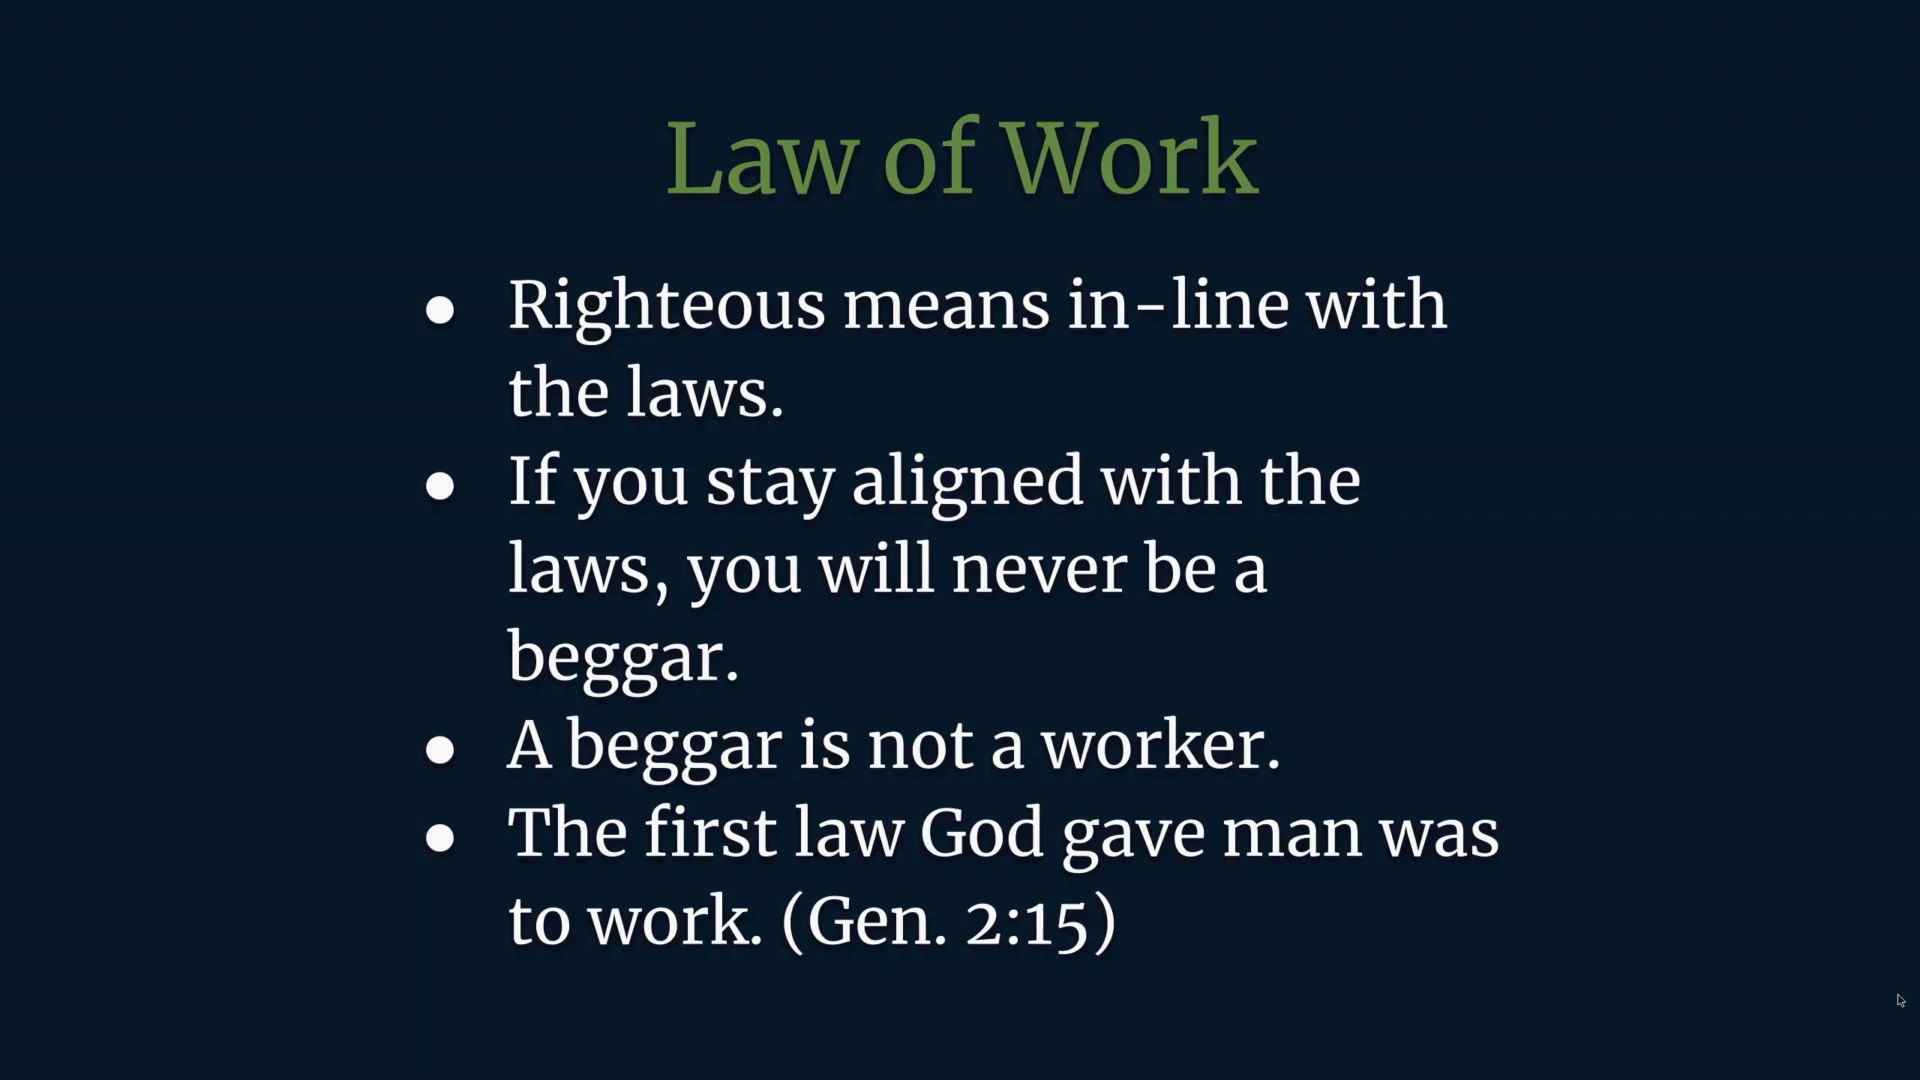 Law of Work
● Righteous means in-line with
the laws.
● If you stay aligned with the
laws, you will never be a
beggar.
● A beggar is not a worker.
● The first law God gave man was
to work. (Gen. 2:15)